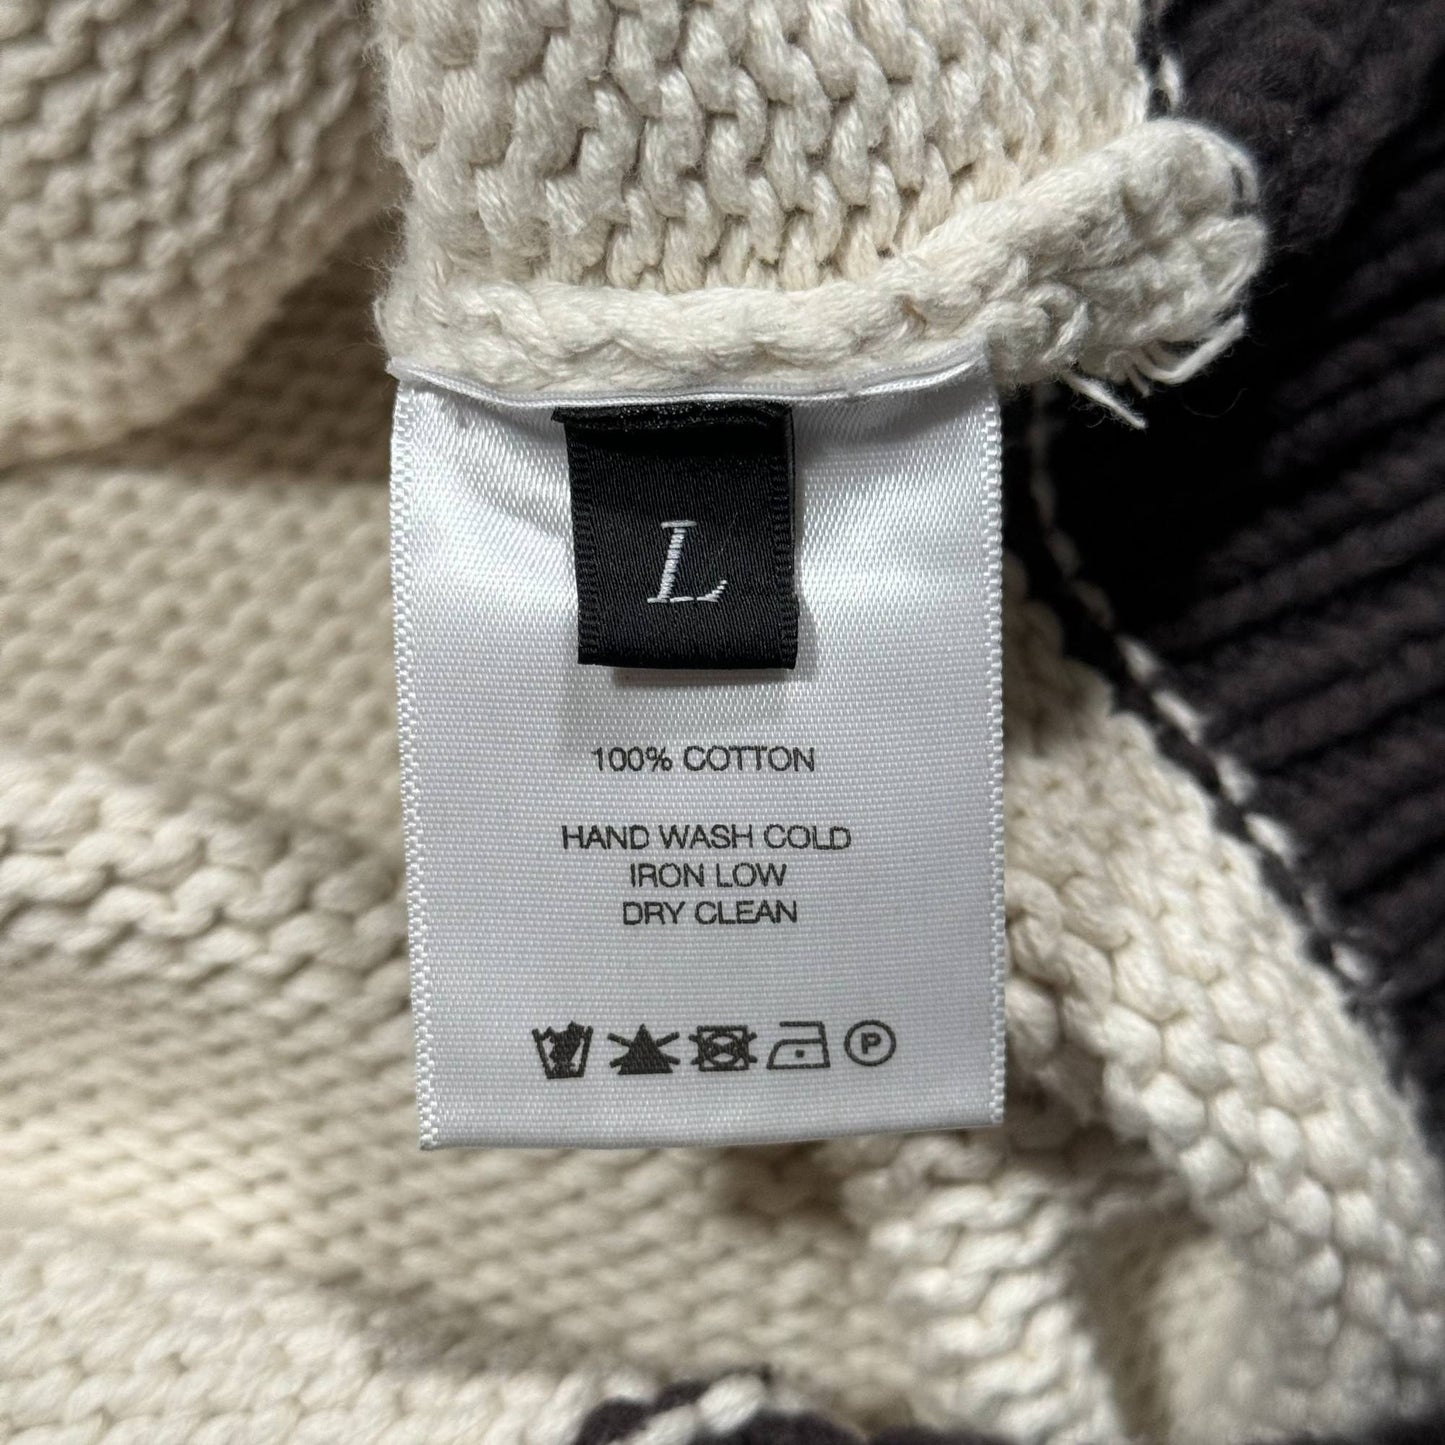 L
100% COTTON
HAND WASH COLD
IRON LOW
DRY CLEAN
P